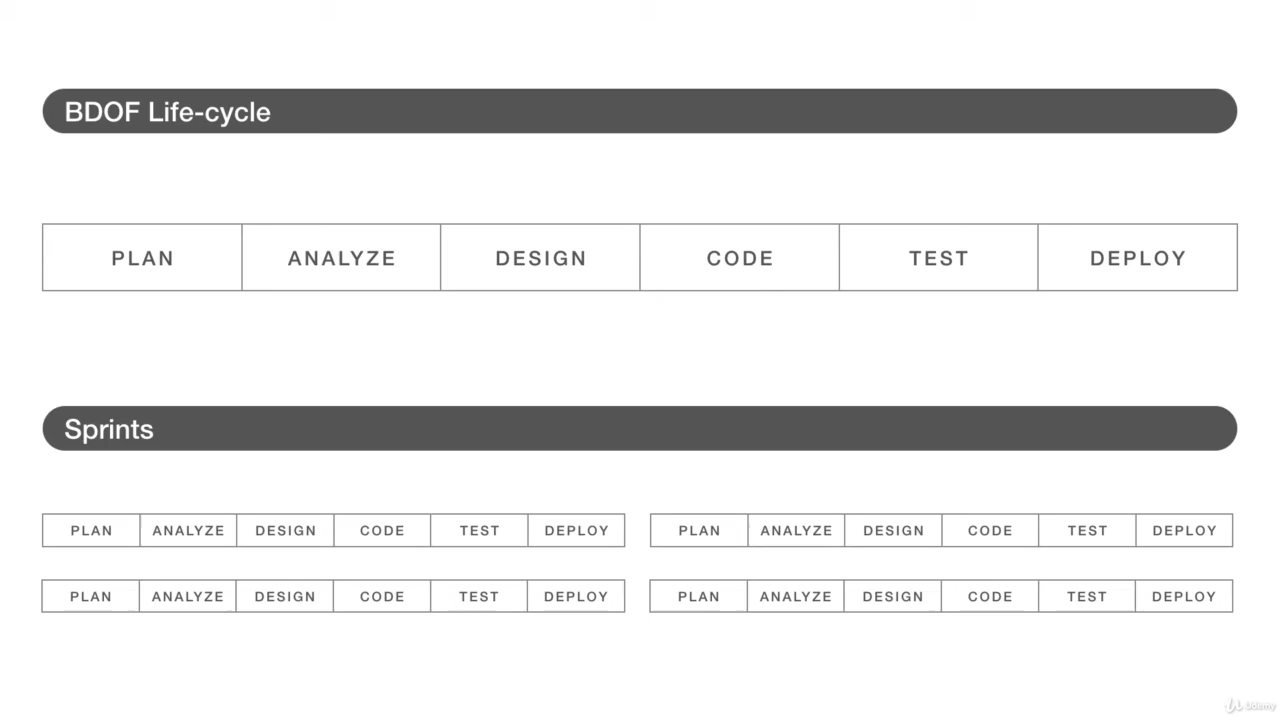 BDOF Life-cycle
PLAN ANALYZE DESIGN CODE TEST DEPLOY
Sprints
PLAN ANALYZE DESIGN CODE TEST DEPLOY PLAN ANALYZE DESIGN CODE TEST DEPLOY
PLAN ANALYZE DESIGN CODE TEST DEPLOY PLAN ANALYZE DESIGN CODE TEST DEPLOY
Udemy